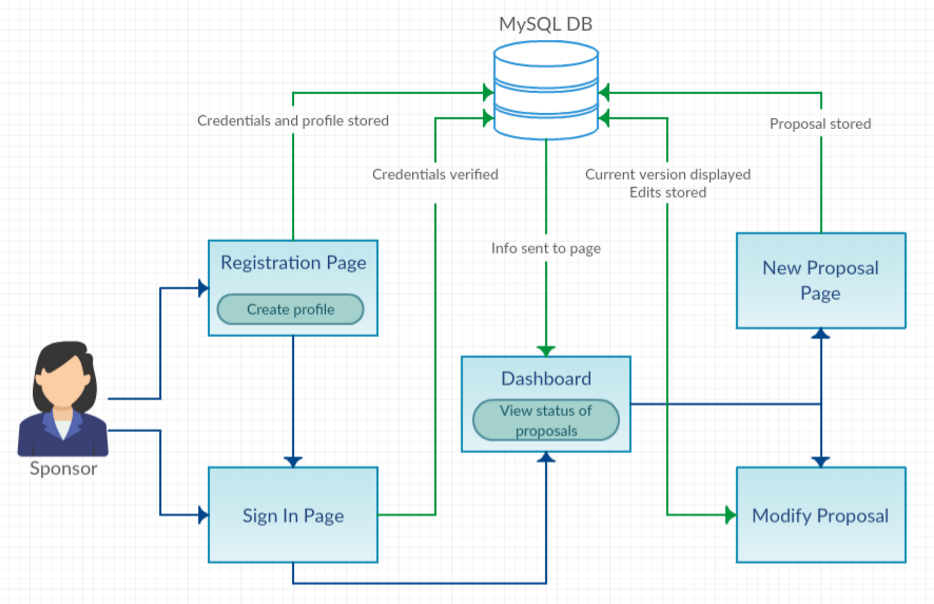 MySQL DB
Credentials and profile stored
Proposal stored
Credentials verified
Current version displayed
Edits stored
Info sent to page
Registration Page
Create profile
New Proposal
Page
Dashboard
View status of
proposals
Sponsor
Sign In Page
Modify Proposal